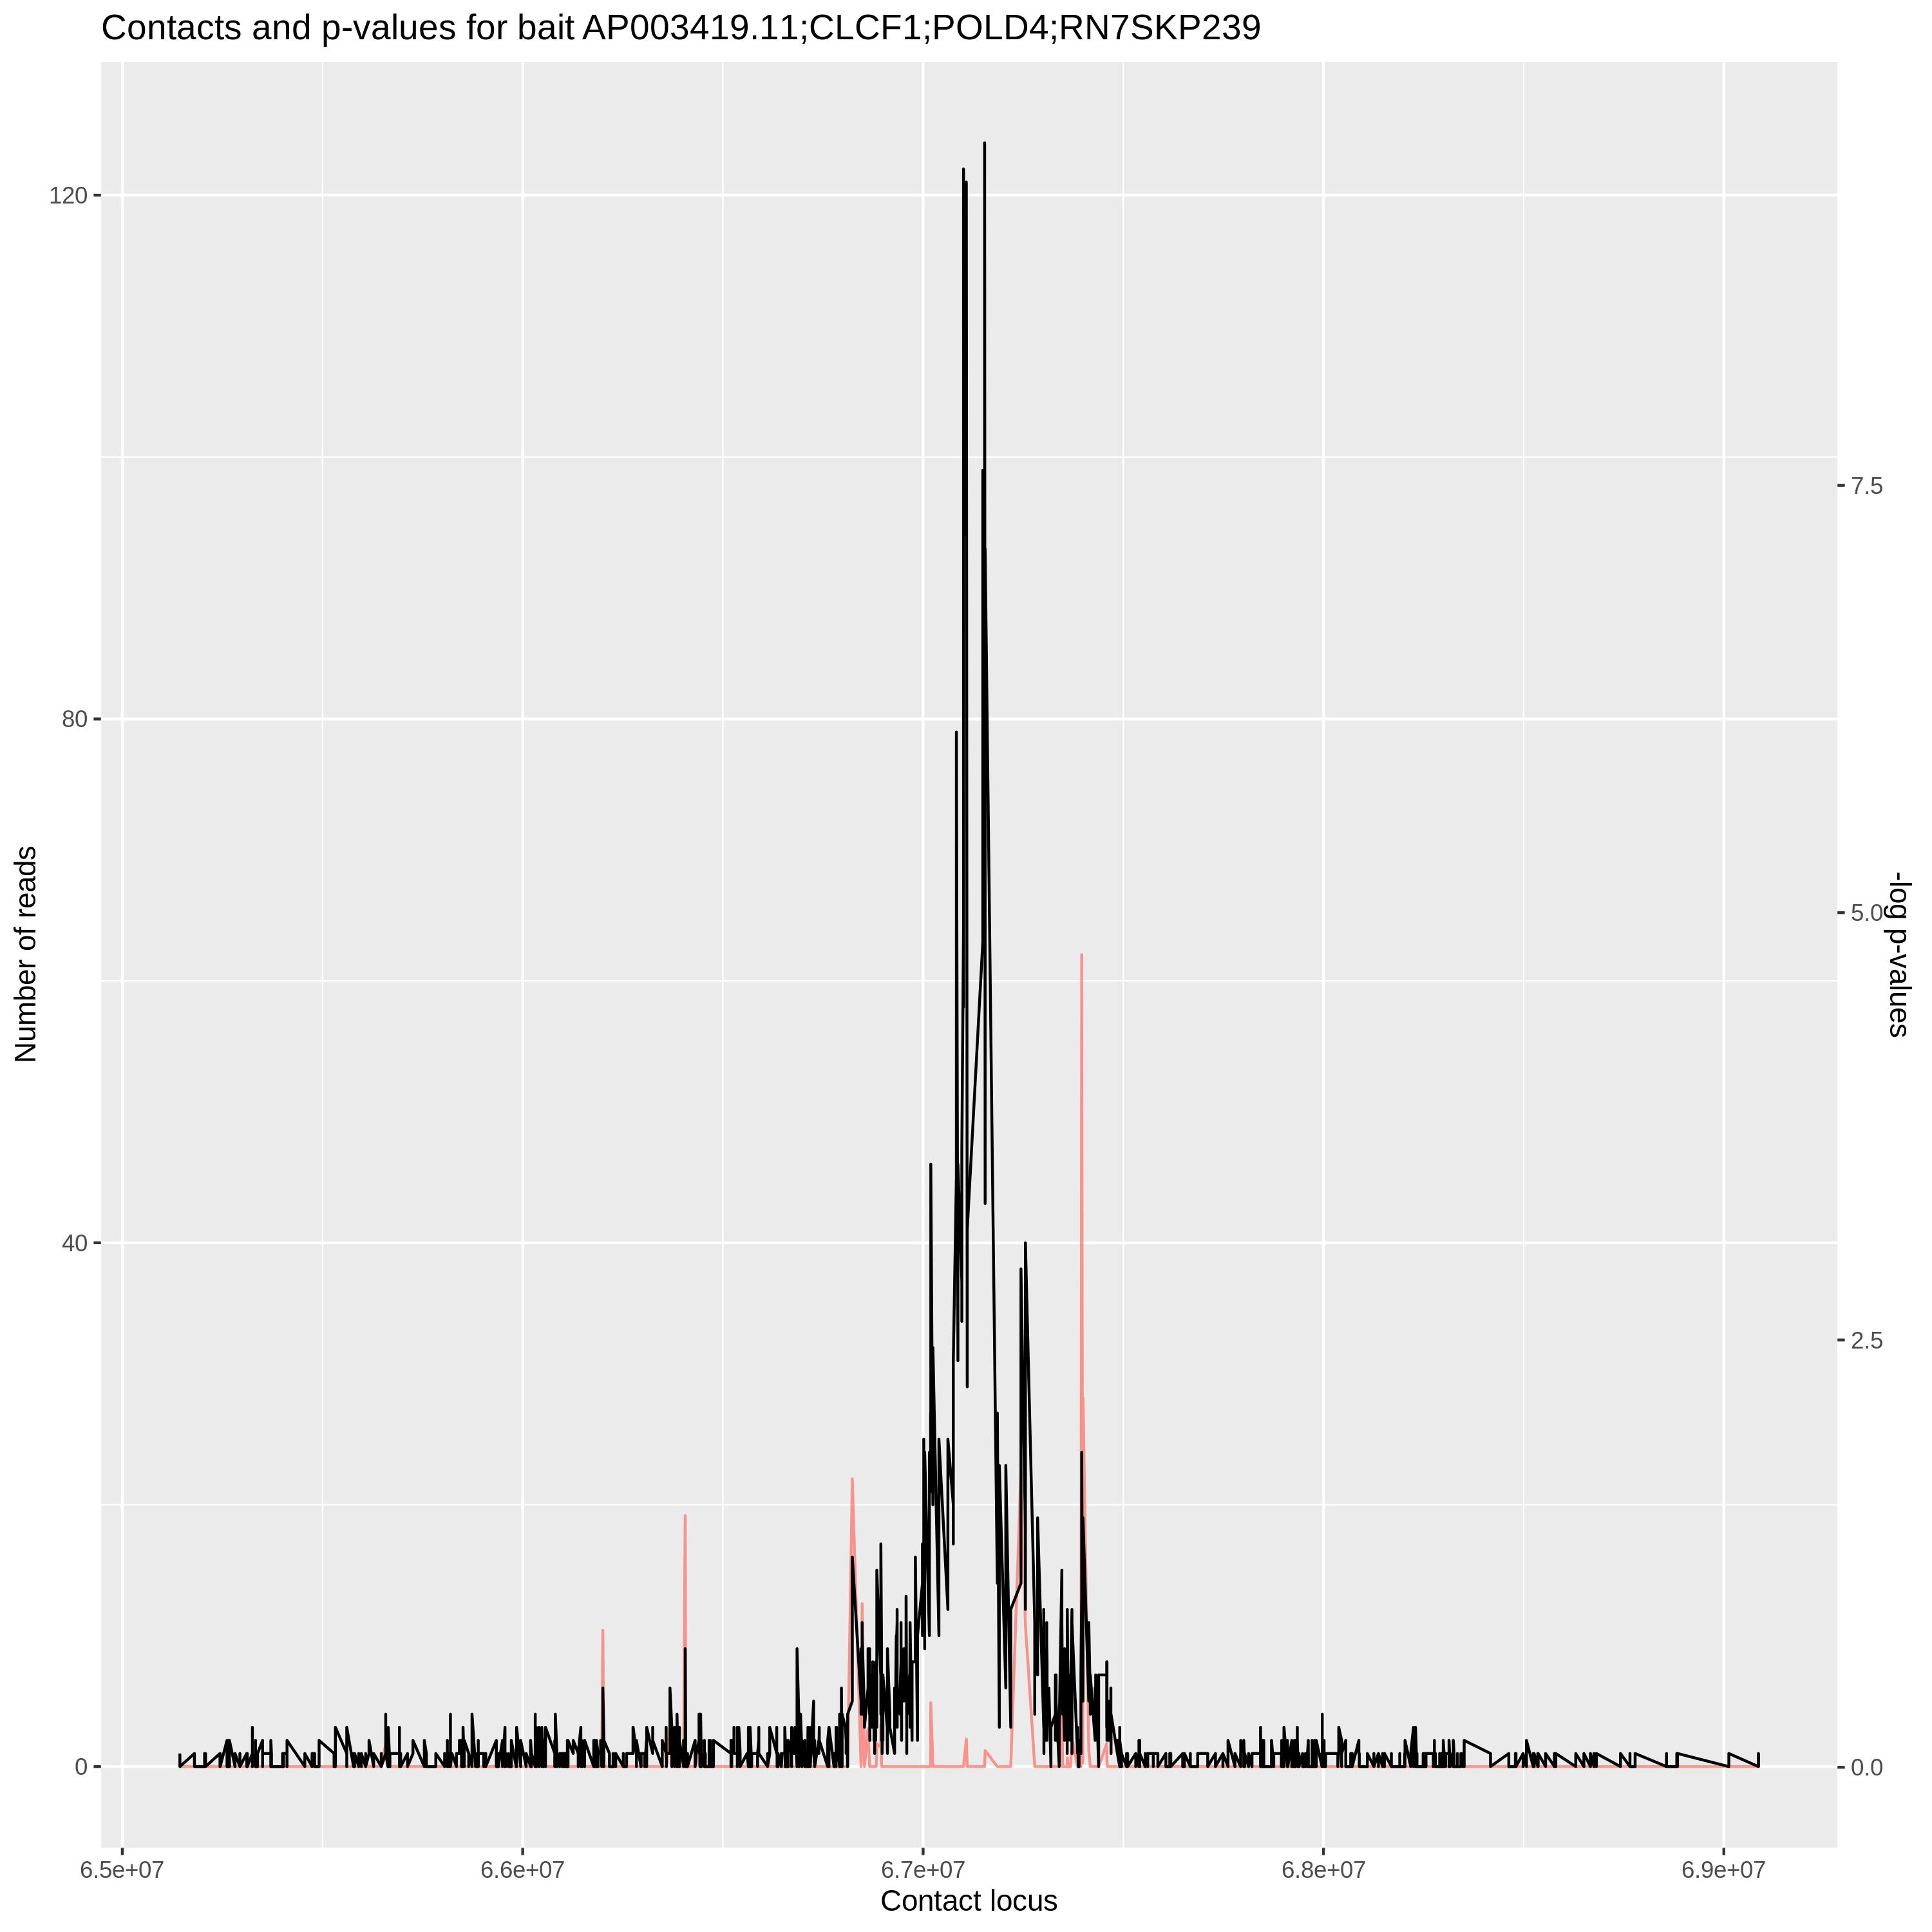 Contacts and p-values for bait AP003419.11;CLCF1;POLD4;RN7SKP239
120
80
40
0
Number of reads
7.5
5.0
2.5
0.0
-log p-values
6.5e+07 6.6e+07 6.7e+07 6.8e+07 6.9e+07
Contact locus